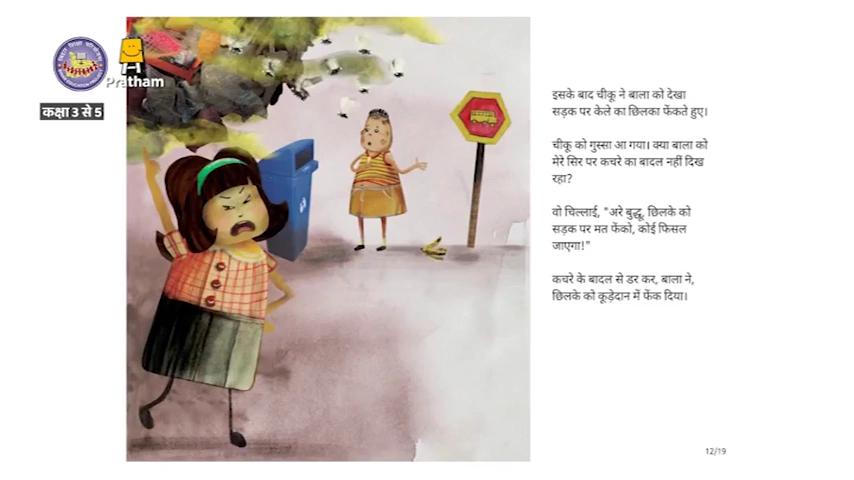 Pratham
कक्षा 3 से 5
इसके बाद चीकू ने बाला को देखा
सड़क पर केले का छिलका फेंकते हुए।
चीकू को गुस्सा आ गया। क्या बाला को
मेरे सिर पर कचरे का बादल नहीं दिख
रहा?
वो चिल्लाई, "अरे बुद्धू, छिलके को
सड़क पर मत फेंको, कोई फिसल
जाएगा!"
कचरे के बादल से डर कर, बाला ने,
छिलके को कूड़ेदान में फेंक दिया।
12/19